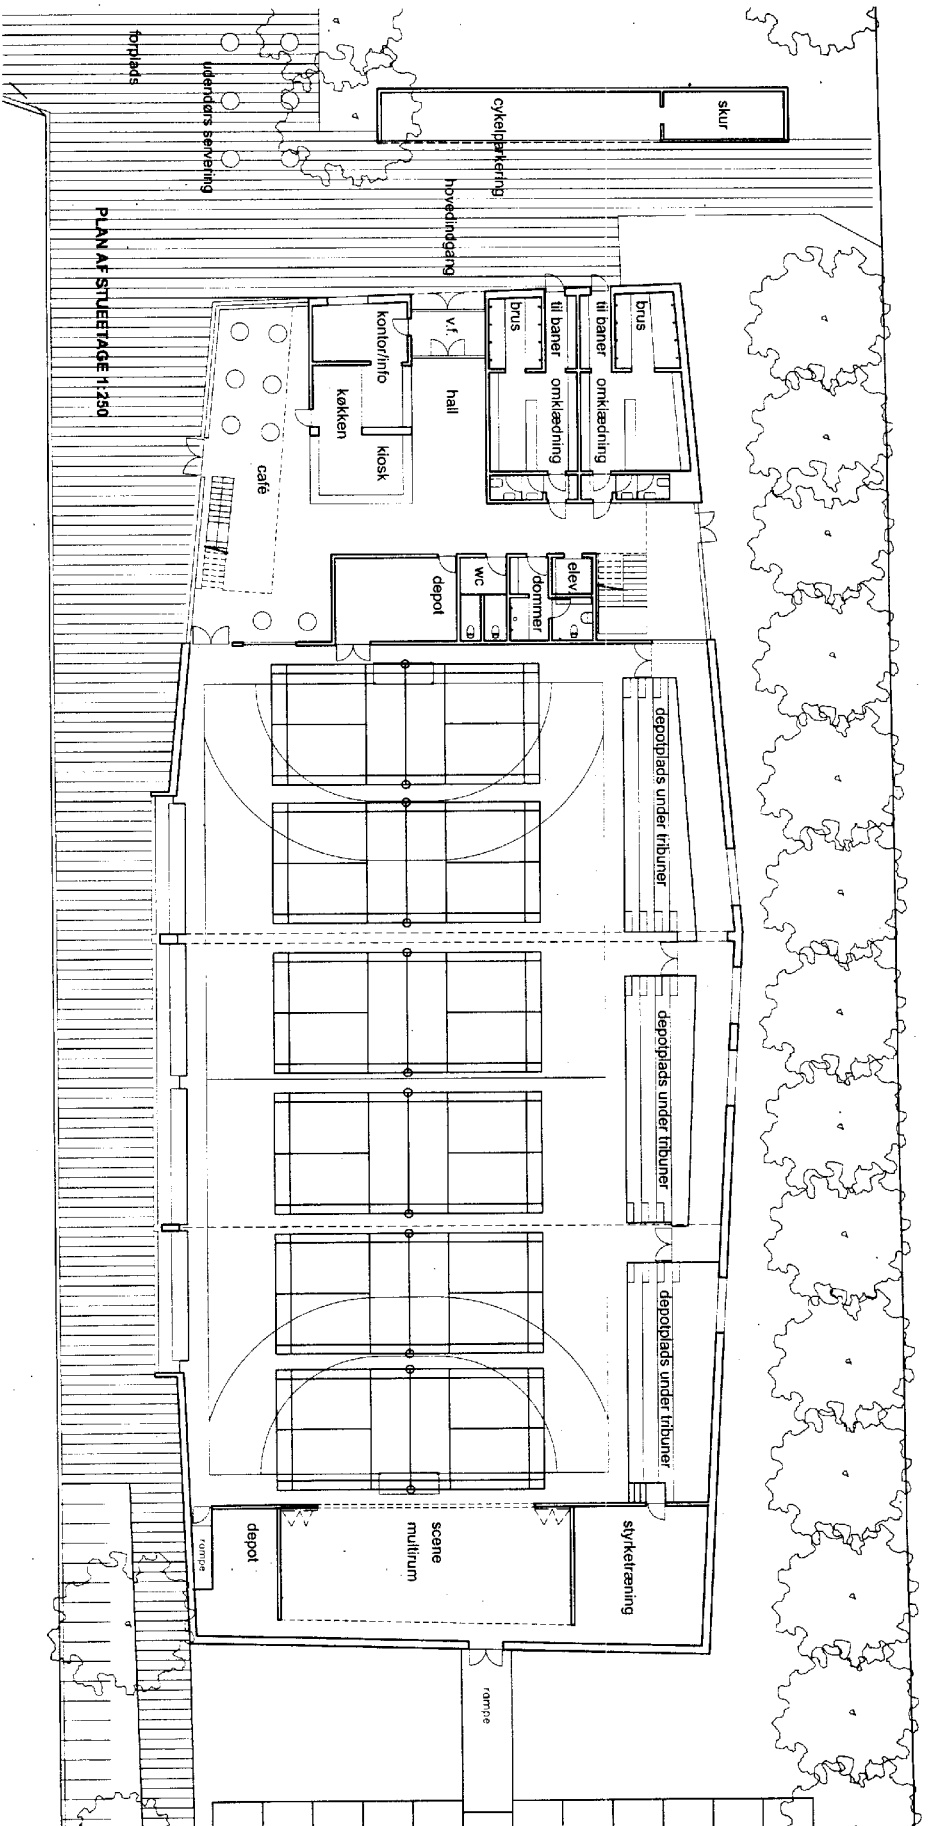 forplads
udendørs servering
cykelparkering
skur
hovedindgang
PLAN AF STUEETAGE 1:250
brus
til baner
til baner
brus
v.f.
kontor/info
hall
omklædning
omklædning
køkken
kiosk
café
depot
wc
dommer
elev.
depotplads under tribuner
depotplads under tribuner
depotplads under tribuner
rampe
depot
scene
multirum
styrketræning
rampe